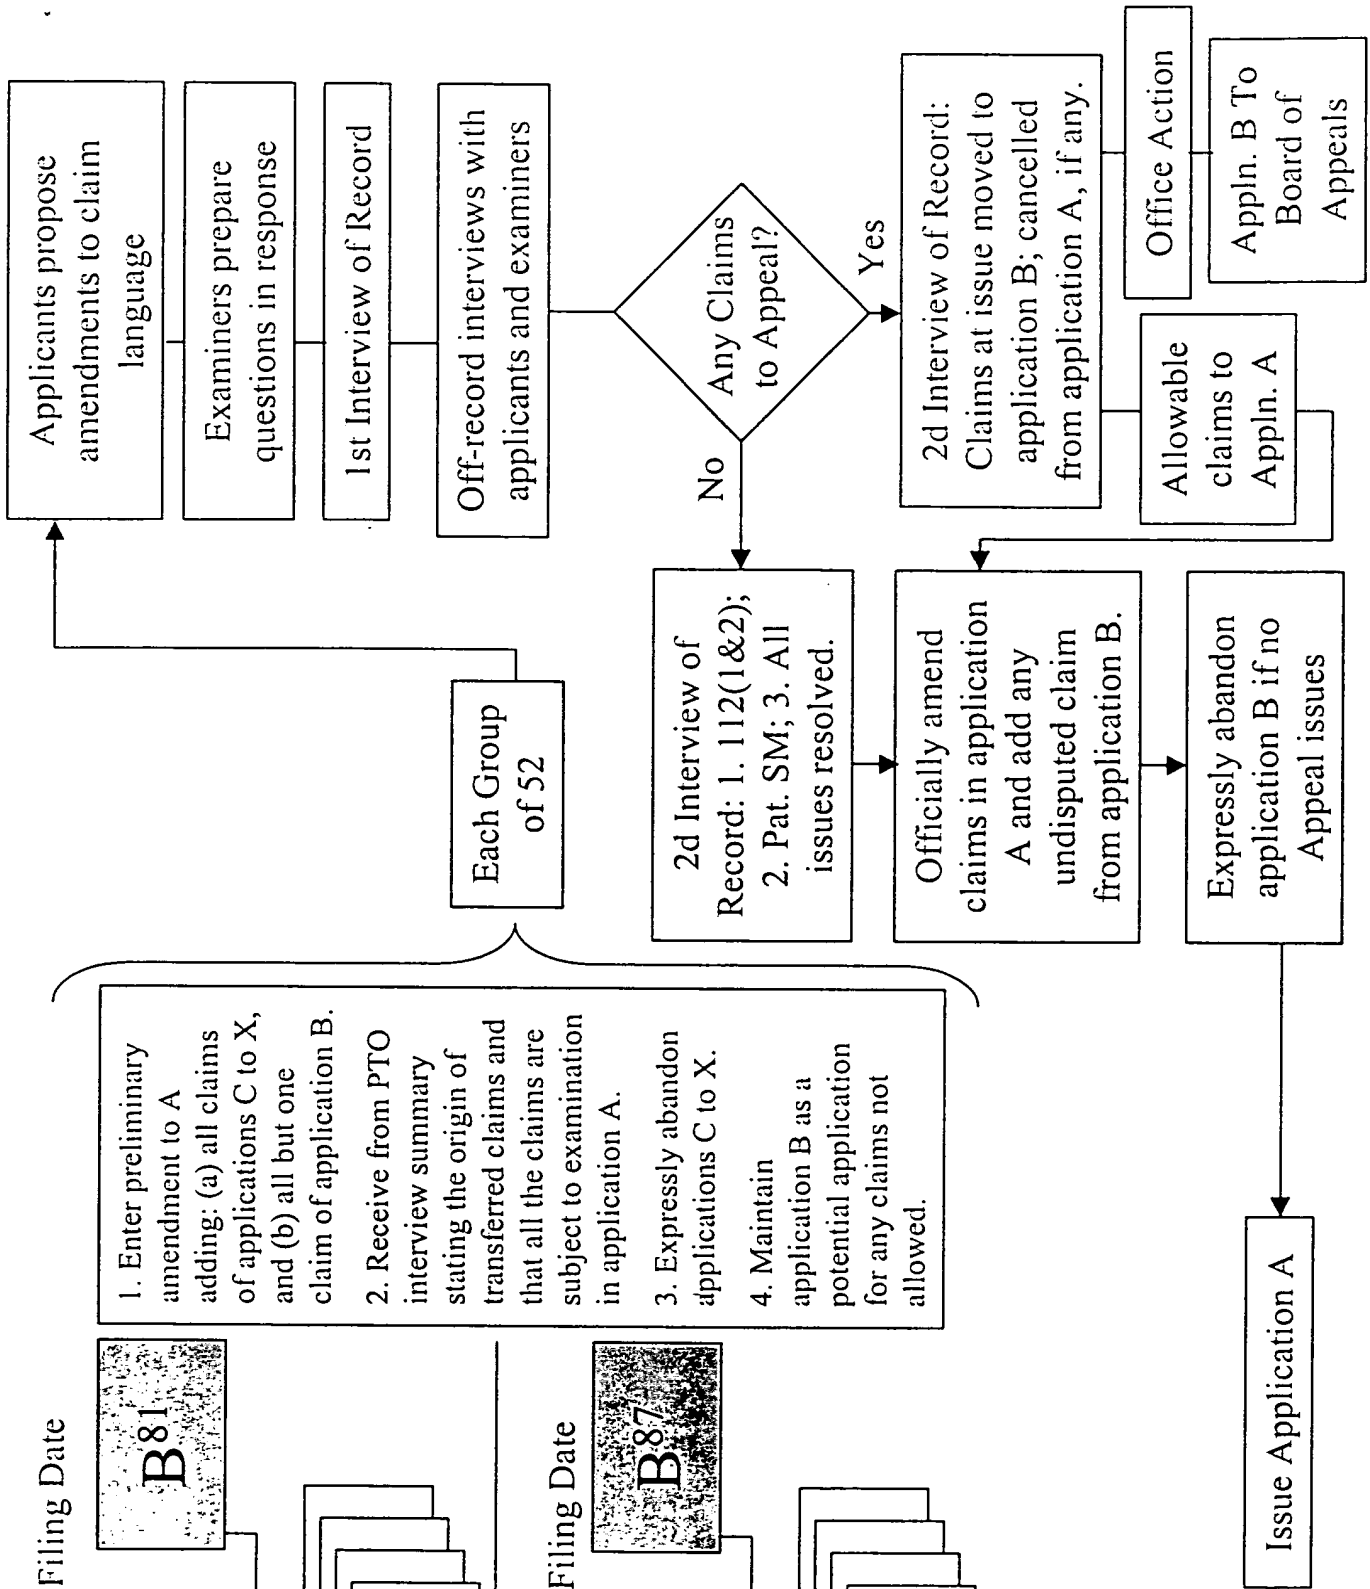 Filing Date
B81
Filing Date
B87
1. Enter preliminary
amendment to A
adding: (a) all claims
of applications C to X,
and (b) all but one
claim of application B.
2. Receive from PTO
interview summary
stating the origin of
transferred claims and
that all the claims are
subject to examination
in application A.
3. Expressly abandon
applications C to X.
4. Maintain
application B as a
potential application
for any claims not
allowed.
Each Group
of 52
Applicants propose
amendments to claim
language
Examiners prepare
questions in response
1st Interview of Record
Off-record interviews with
applicants and examiners
Any Claims
to Appeal?
No
Yes
2d Interview of
Record: 1. 112(1&2);
2. Pat. SM; 3. All
issues resolved.
2d Interview of Record:
Claims at issue moved to
application B; cancelled
from application A, if any.
Allowable
claims to
Appln. A
Office Action
Appln. B To
Board of
Appeals
Officially amend
claims in application
A and add any
undisputed claim
from application B.
Expressly abandon
application B if no
Appeal issues
Issue Application A